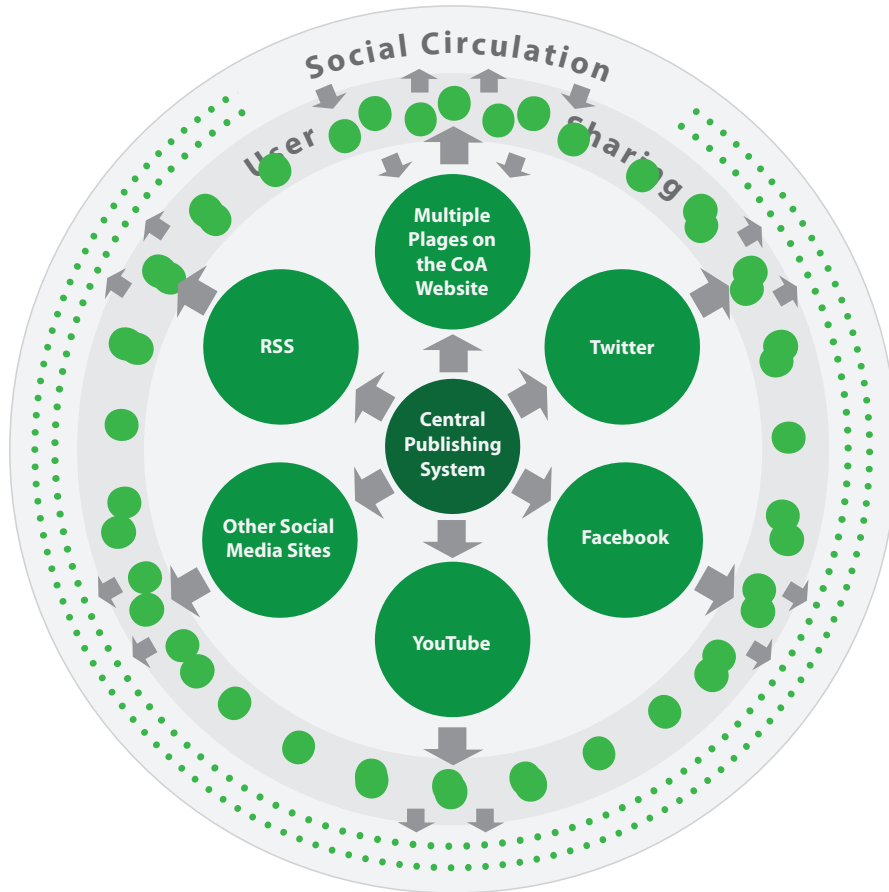 Social Circulation
User Sharing
Multiple
Plages on
the CoA
Website
RSS
Twitter
Central
Publishing
System
Other Social
Media Sites
Facebook
YouTube